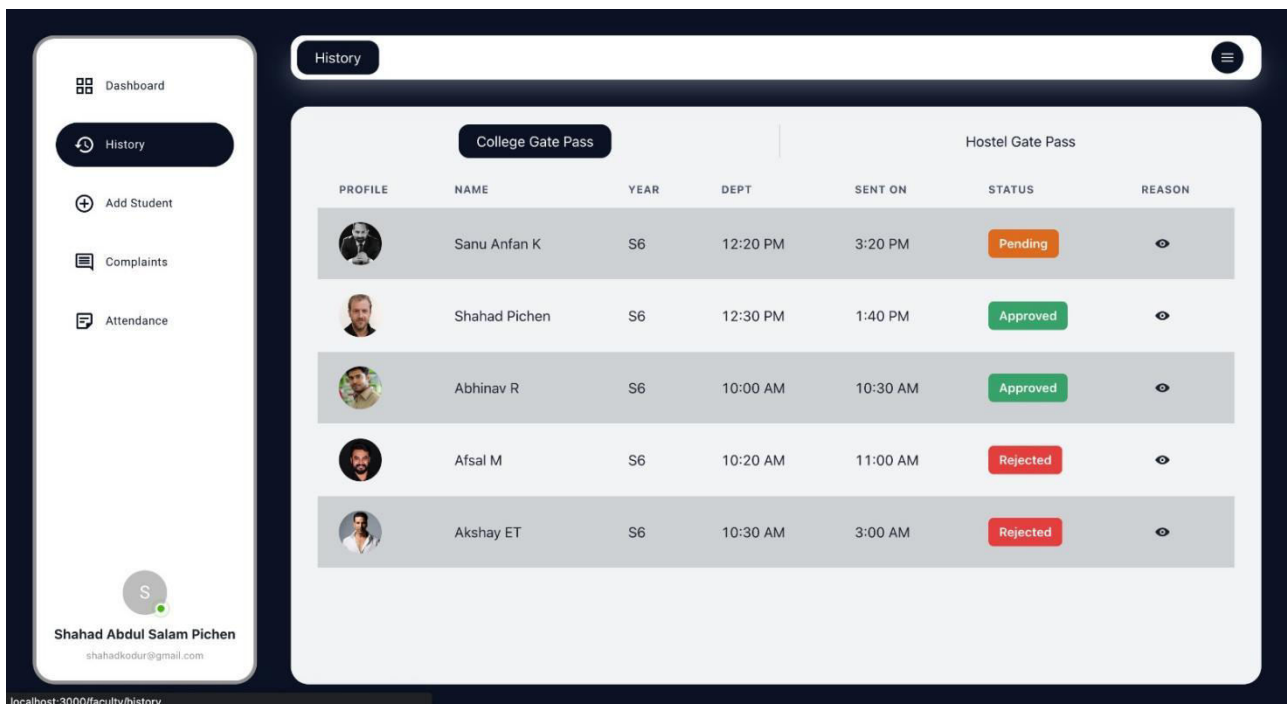 History
Dashboard
History
Add Student
Complaints
Attendance
College Gate Pass Hostel Gate Pass
PROFILE NAME YEAR DEPT SENT ON STATUS REASON
Sanu Anfan K S6 12:20 PM 3:20 PM Pending
Shahad Pichen S6 12:30 PM 1:40 PM Approved
Abhinav R S6 10:00 AM 10:30 AM Approved
Afsal M S6 10:20 AM 11:00 AM Rejected
Akshay ET S6 10:30 AM 3:00 AM Rejected
S
Shahad Abdul Salam Pichen
shahadkodur@gmail.com
localhost:3000/faculty/history